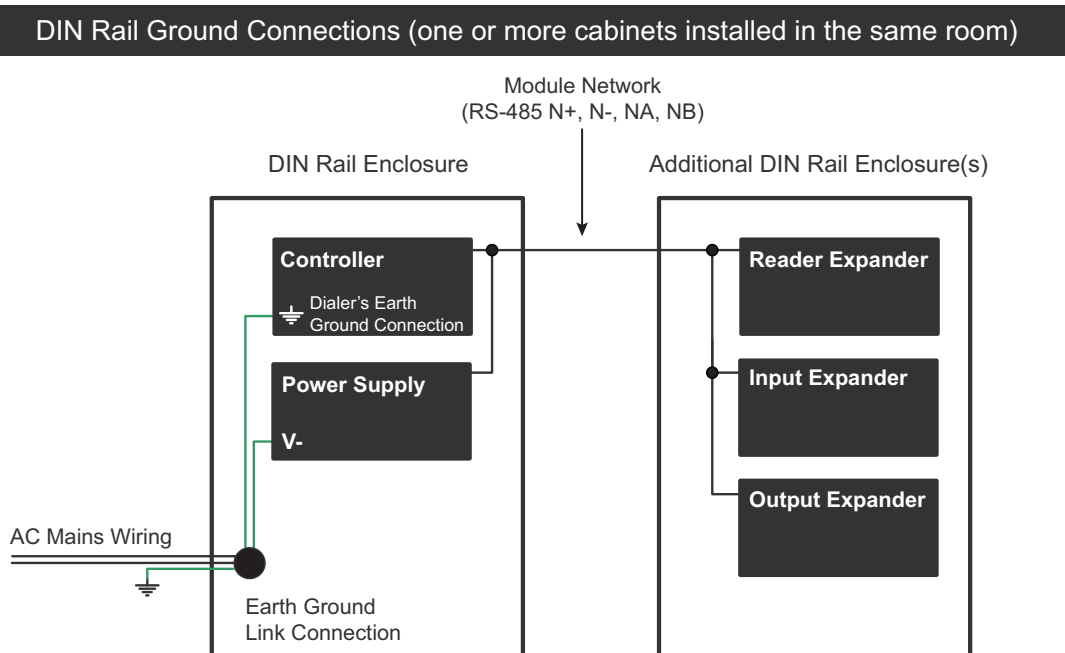 DIN Rail Ground Connections (one or more cabinets installed in the same room)
Module Network
(RS-485 N+, N-, NA, NB)
DIN Rail Enclosure
Additional DIN Rail Enclosure(s)
Controller
Dialer’s Earth
Ground Connection
Power Supply
V-
Reader Expander
Input Expander
Output Expander
AC Mains Wiring
Earth Ground
Link Connection